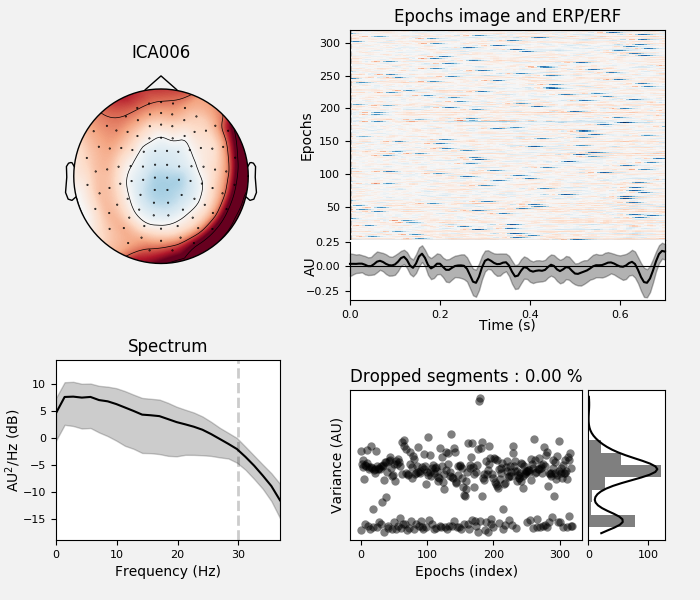 ICA006
Epochs image and ERP/ERF
300
250
200
150
100
50
Epochs
0.25
0.00
−0.25
AU
0.0 0.2 0.4 0.6
Time (s)
Spectrum
10
5
0
−5
−10
−15
AU²/Hz (dB)
0 10 20 30
Frequency (Hz)
Dropped segments : 0.00 %
Variance (AU)
0 100 200 300
Epochs (index)
0 100